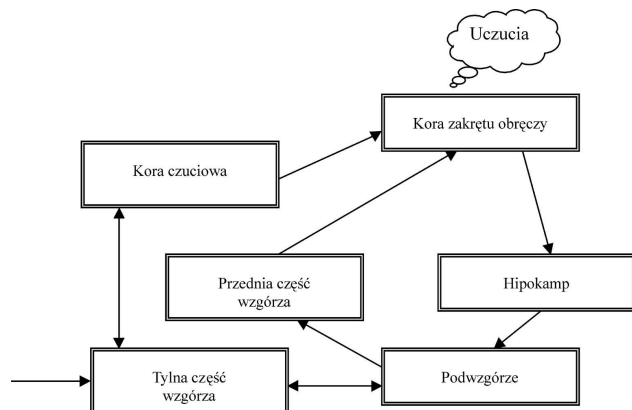 Uczucia
Kora zakrętu obręczy
Kora czuciowa
Przednia część
wzgórza
Hipokamp
Tylna część
wzgórza
Podwzgórze